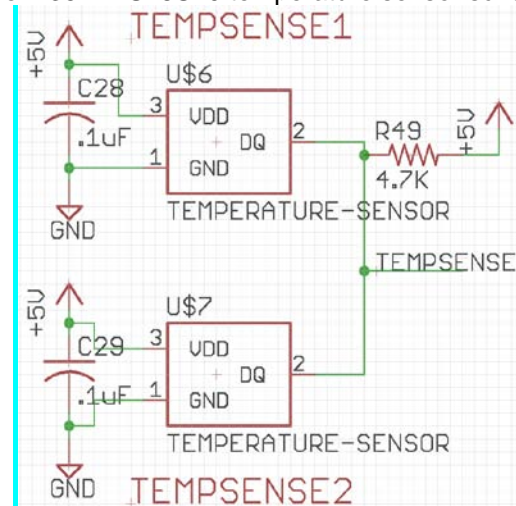 TEMPSENSE1
+5V
C28
.1uF
GND
U$6
3 VDD
DQ 2
1 GND
TEMPERATURE-SENSOR
R49
4.7K
+5V
TEMPSENSE
+5V
C29
.1uF
GND
U$7
3 VDD
DQ 2
1 GND
TEMPERATURE-SENSOR
TEMPSENSE2